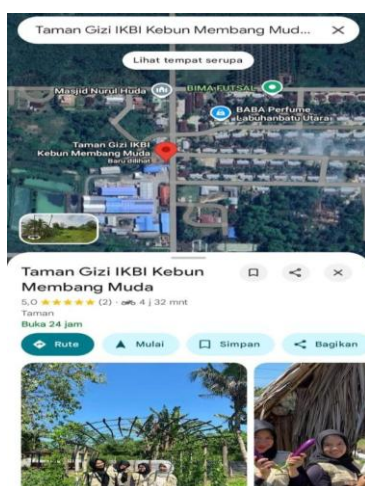 Taman Gizi IKBI Kebun Membang Mud...
Lihat tempat serupa
Masjid Nurul Huda
BIMA FUTSAL
BABA Perfume
Labuhanbatu Utara
Taman Gizi IKBI
Kebun Membang Muda
Baru dilihat
Taman Gizi IKBI Kebun
Membang Muda
5,0 ★★★★★ (2) · 4 j 32 mnt
Taman
Buka 24 jam
Rute
Mulai
Simpan
Bagikan